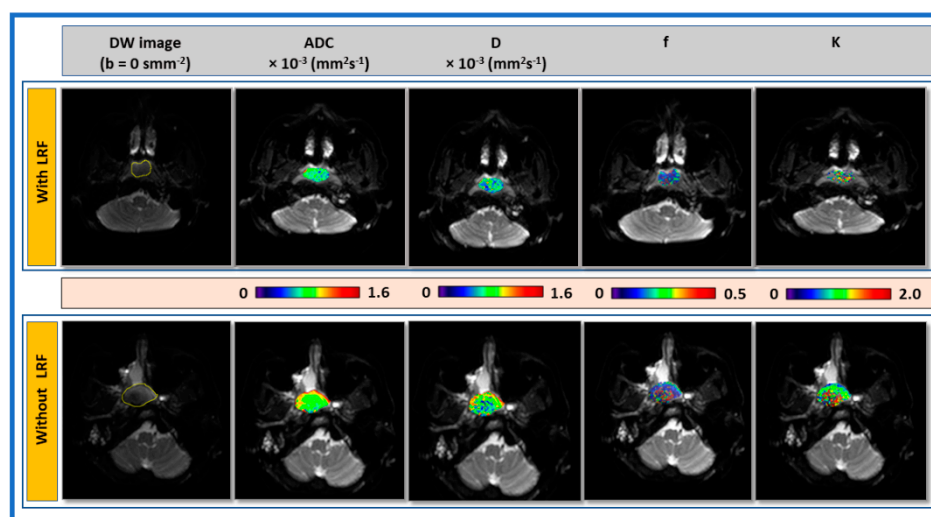 DW image
(b = 0 smm⁻²)
ADC
× 10⁻³ (mm²s⁻¹)
D
× 10⁻³ (mm²s⁻¹)
f
K
With LRF
0 1.6
0 1.6
0 0.5
0 2.0
Without LRF